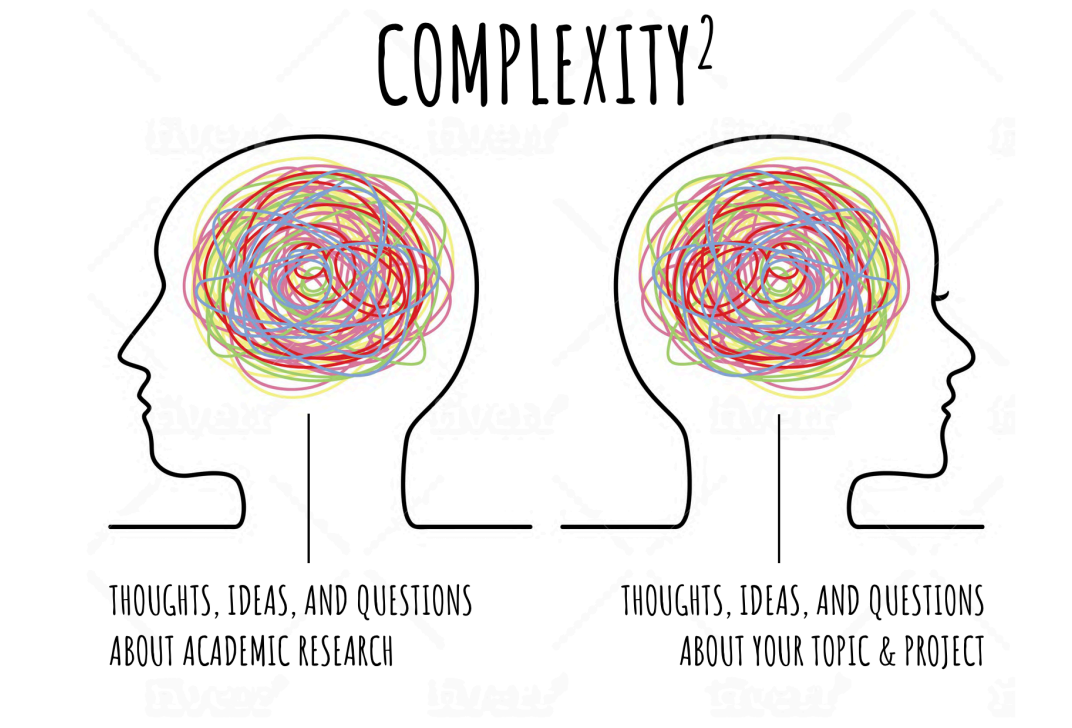 COMPLEXITY²
THOUGHTS, IDEAS, AND QUESTIONS
ABOUT ACADEMIC RESEARCH
THOUGHTS, IDEAS, AND QUESTIONS
ABOUT YOUR TOPIC & PROJECT